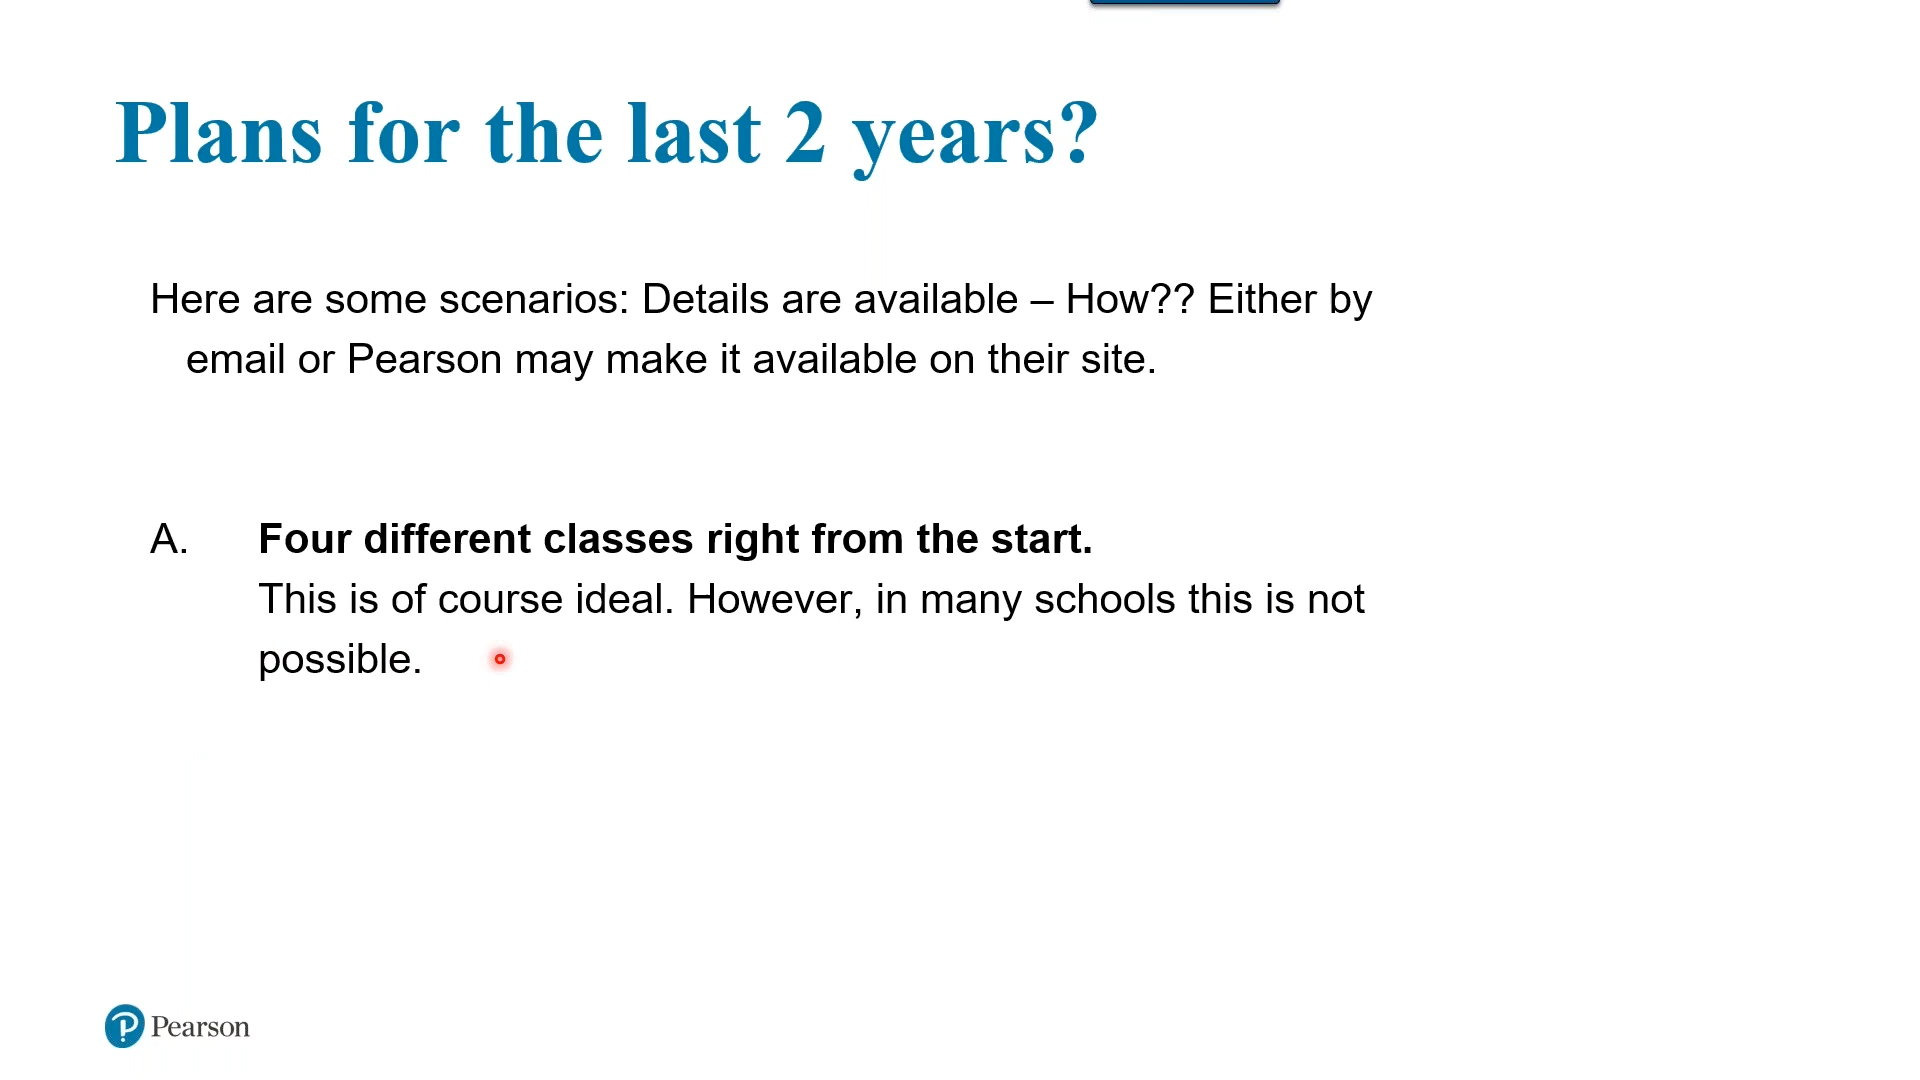 Plans for the last 2 years?
Here are some scenarios: Details are available – How?? Either by
email or Pearson may make it available on their site.
A. Four different classes right from the start.
This is of course ideal. However, in many schools this is not
possible.
Pearson